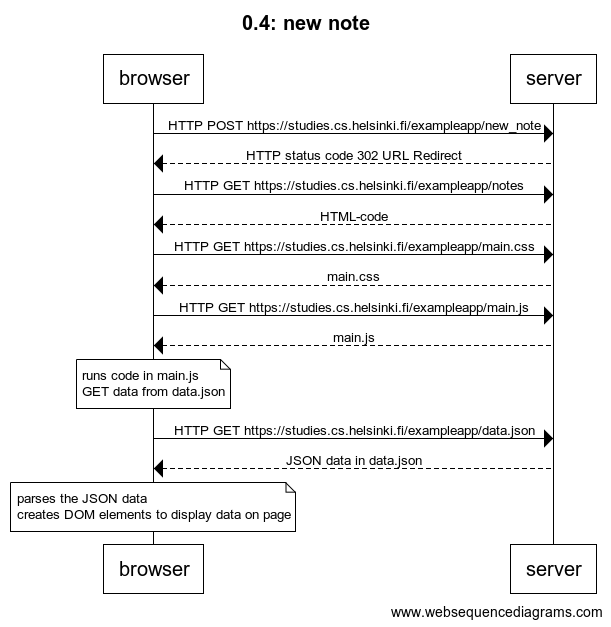 0.4: new note
browser
server
HTTP POST https://studies.cs.helsinki.fi/exampleapp/new_note
HTTP status code 302 URL Redirect
HTTP GET https://studies.cs.helsinki.fi/exampleapp/notes
HTML-code
HTTP GET https://studies.cs.helsinki.fi/exampleapp/main.css
main.css
HTTP GET https://studies.cs.helsinki.fi/exampleapp/main.js
main.js
runs code in main.js
GET data from data.json
HTTP GET https://studies.cs.helsinki.fi/exampleapp/data.json
JSON data in data.json
parses the JSON data
creates DOM elements to display data on page
browser
server
www.websequencediagrams.com